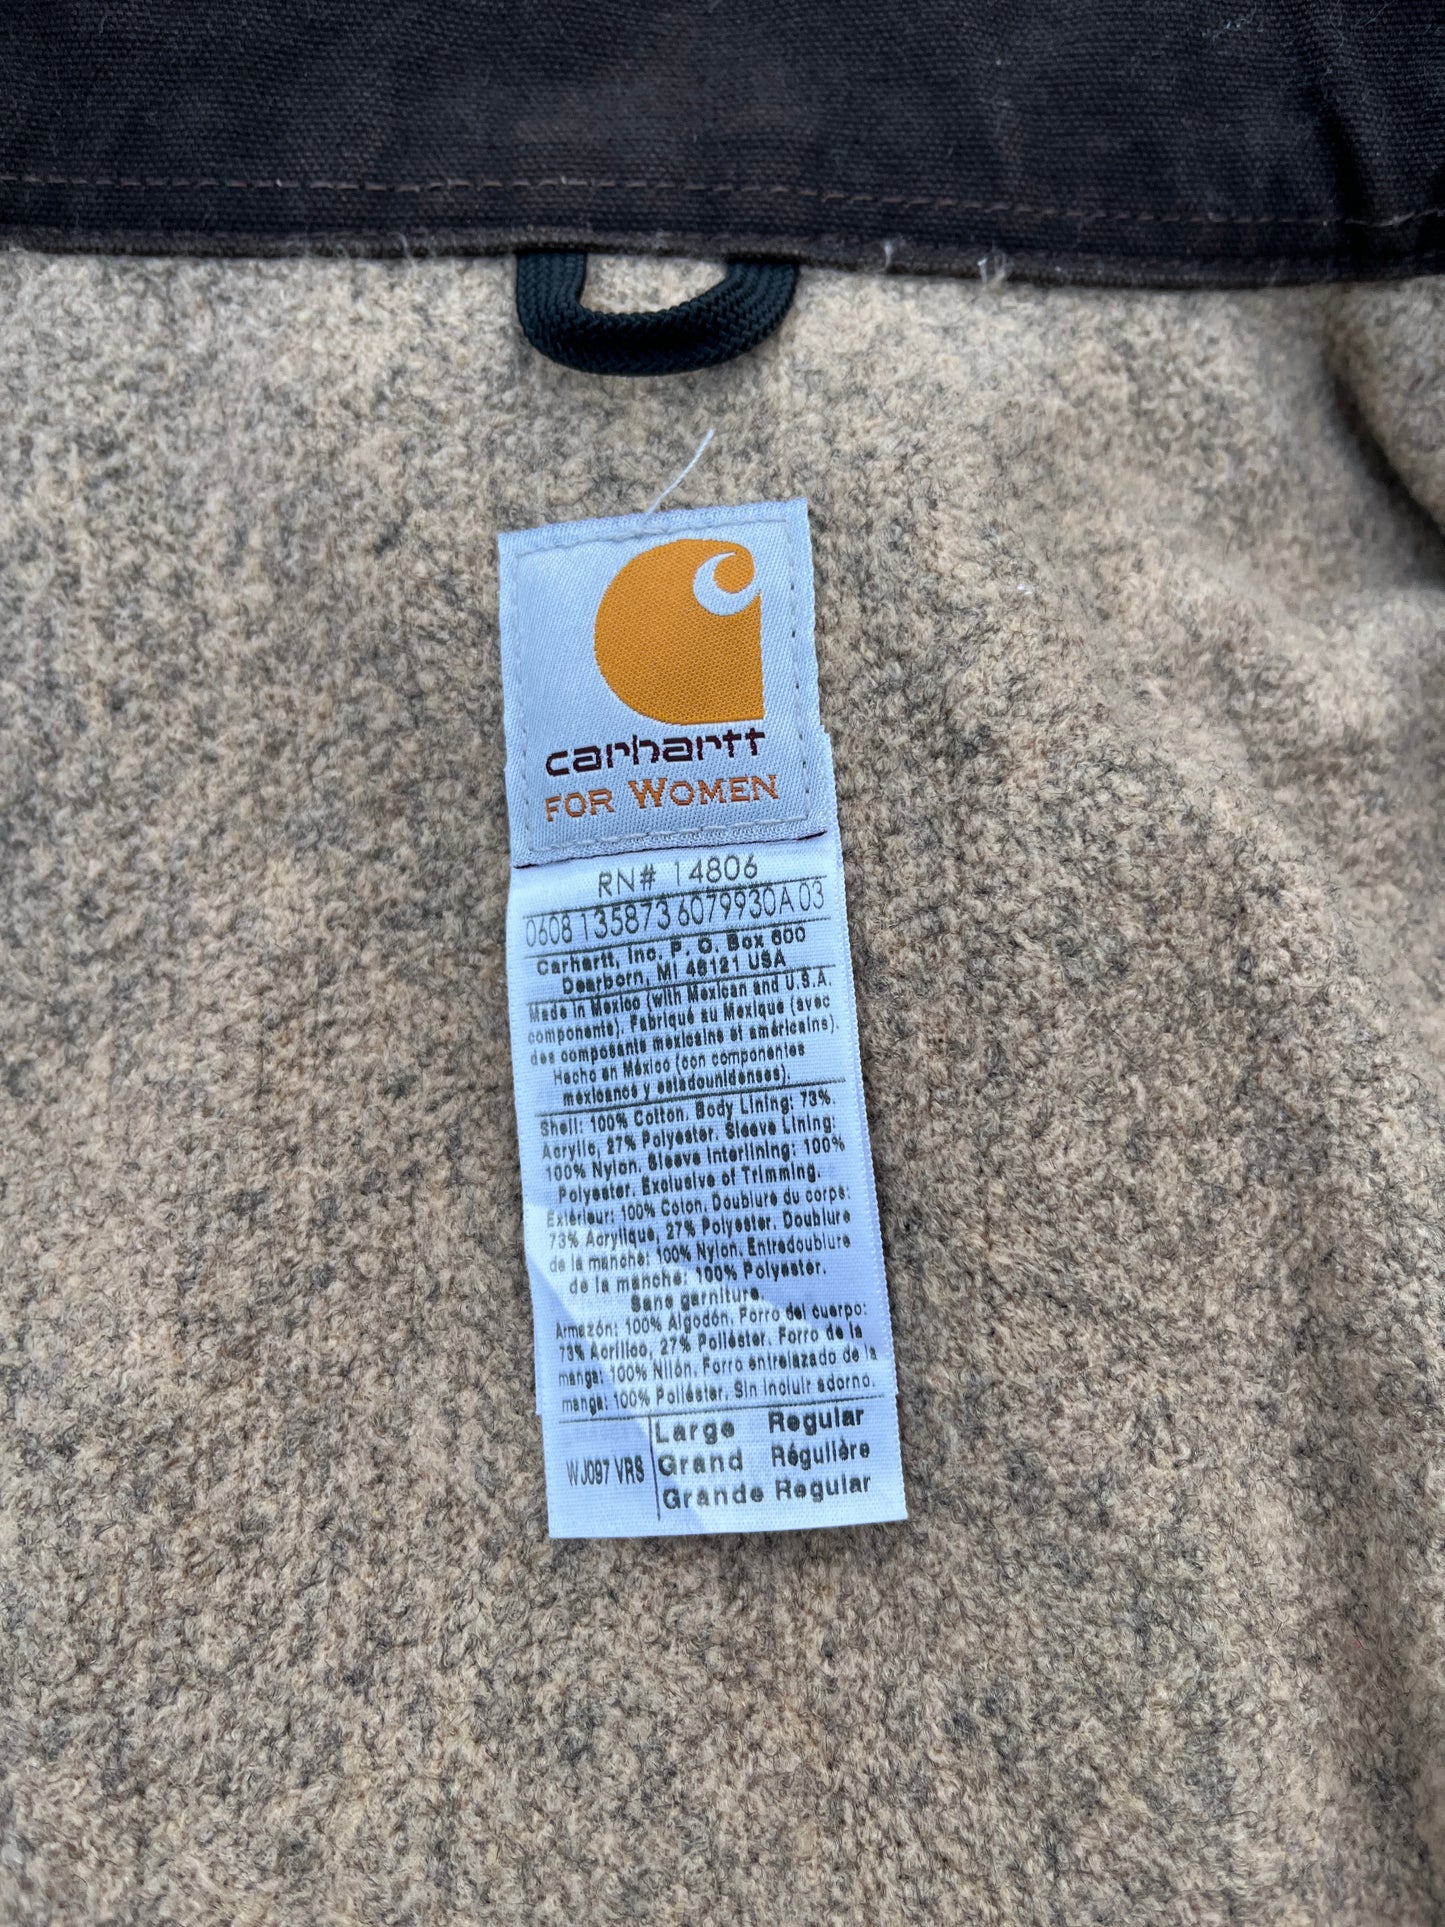 carhartt
FOR WOMEN
RN# 14806
0608 135873 6079930A 03
Carhartt, Inc. P. O. Box 600
Dearborn, MI 48121 USA
Made in Mexico (with Mexican and U.S.A.
components). Fabriqué au Mexique (avec
des composants mexicains et américains).
Hecho en México (con componentes
mexicanos y estadounidenses).
Shell: 100% Cotton. Body Lining: 73%
Acrylic, 27% Polyester. Sleeve Lining:
100% Nylon. Sleeve Interlining: 100%
Polyester. Exclusive of Trimming.
Extérieur: 100% Coton. Doublure du corps:
73% Acrylique, 27% Polyester. Doublure
de la manche: 100% Nylon. Entredoublure
de la manche: 100% Polyester.
Sans garniture.
Armazón: 100% Algodón. Forro del cuerpo:
73% Acrílico, 27% Poliéster. Forro de la
manga: 100% Nilón. Forro entrelazado de la
manga: 100% Poliéster. Sin incluir adorno.
WJ097 VRS
Large Regular
Grand Régulière
Grande Regular